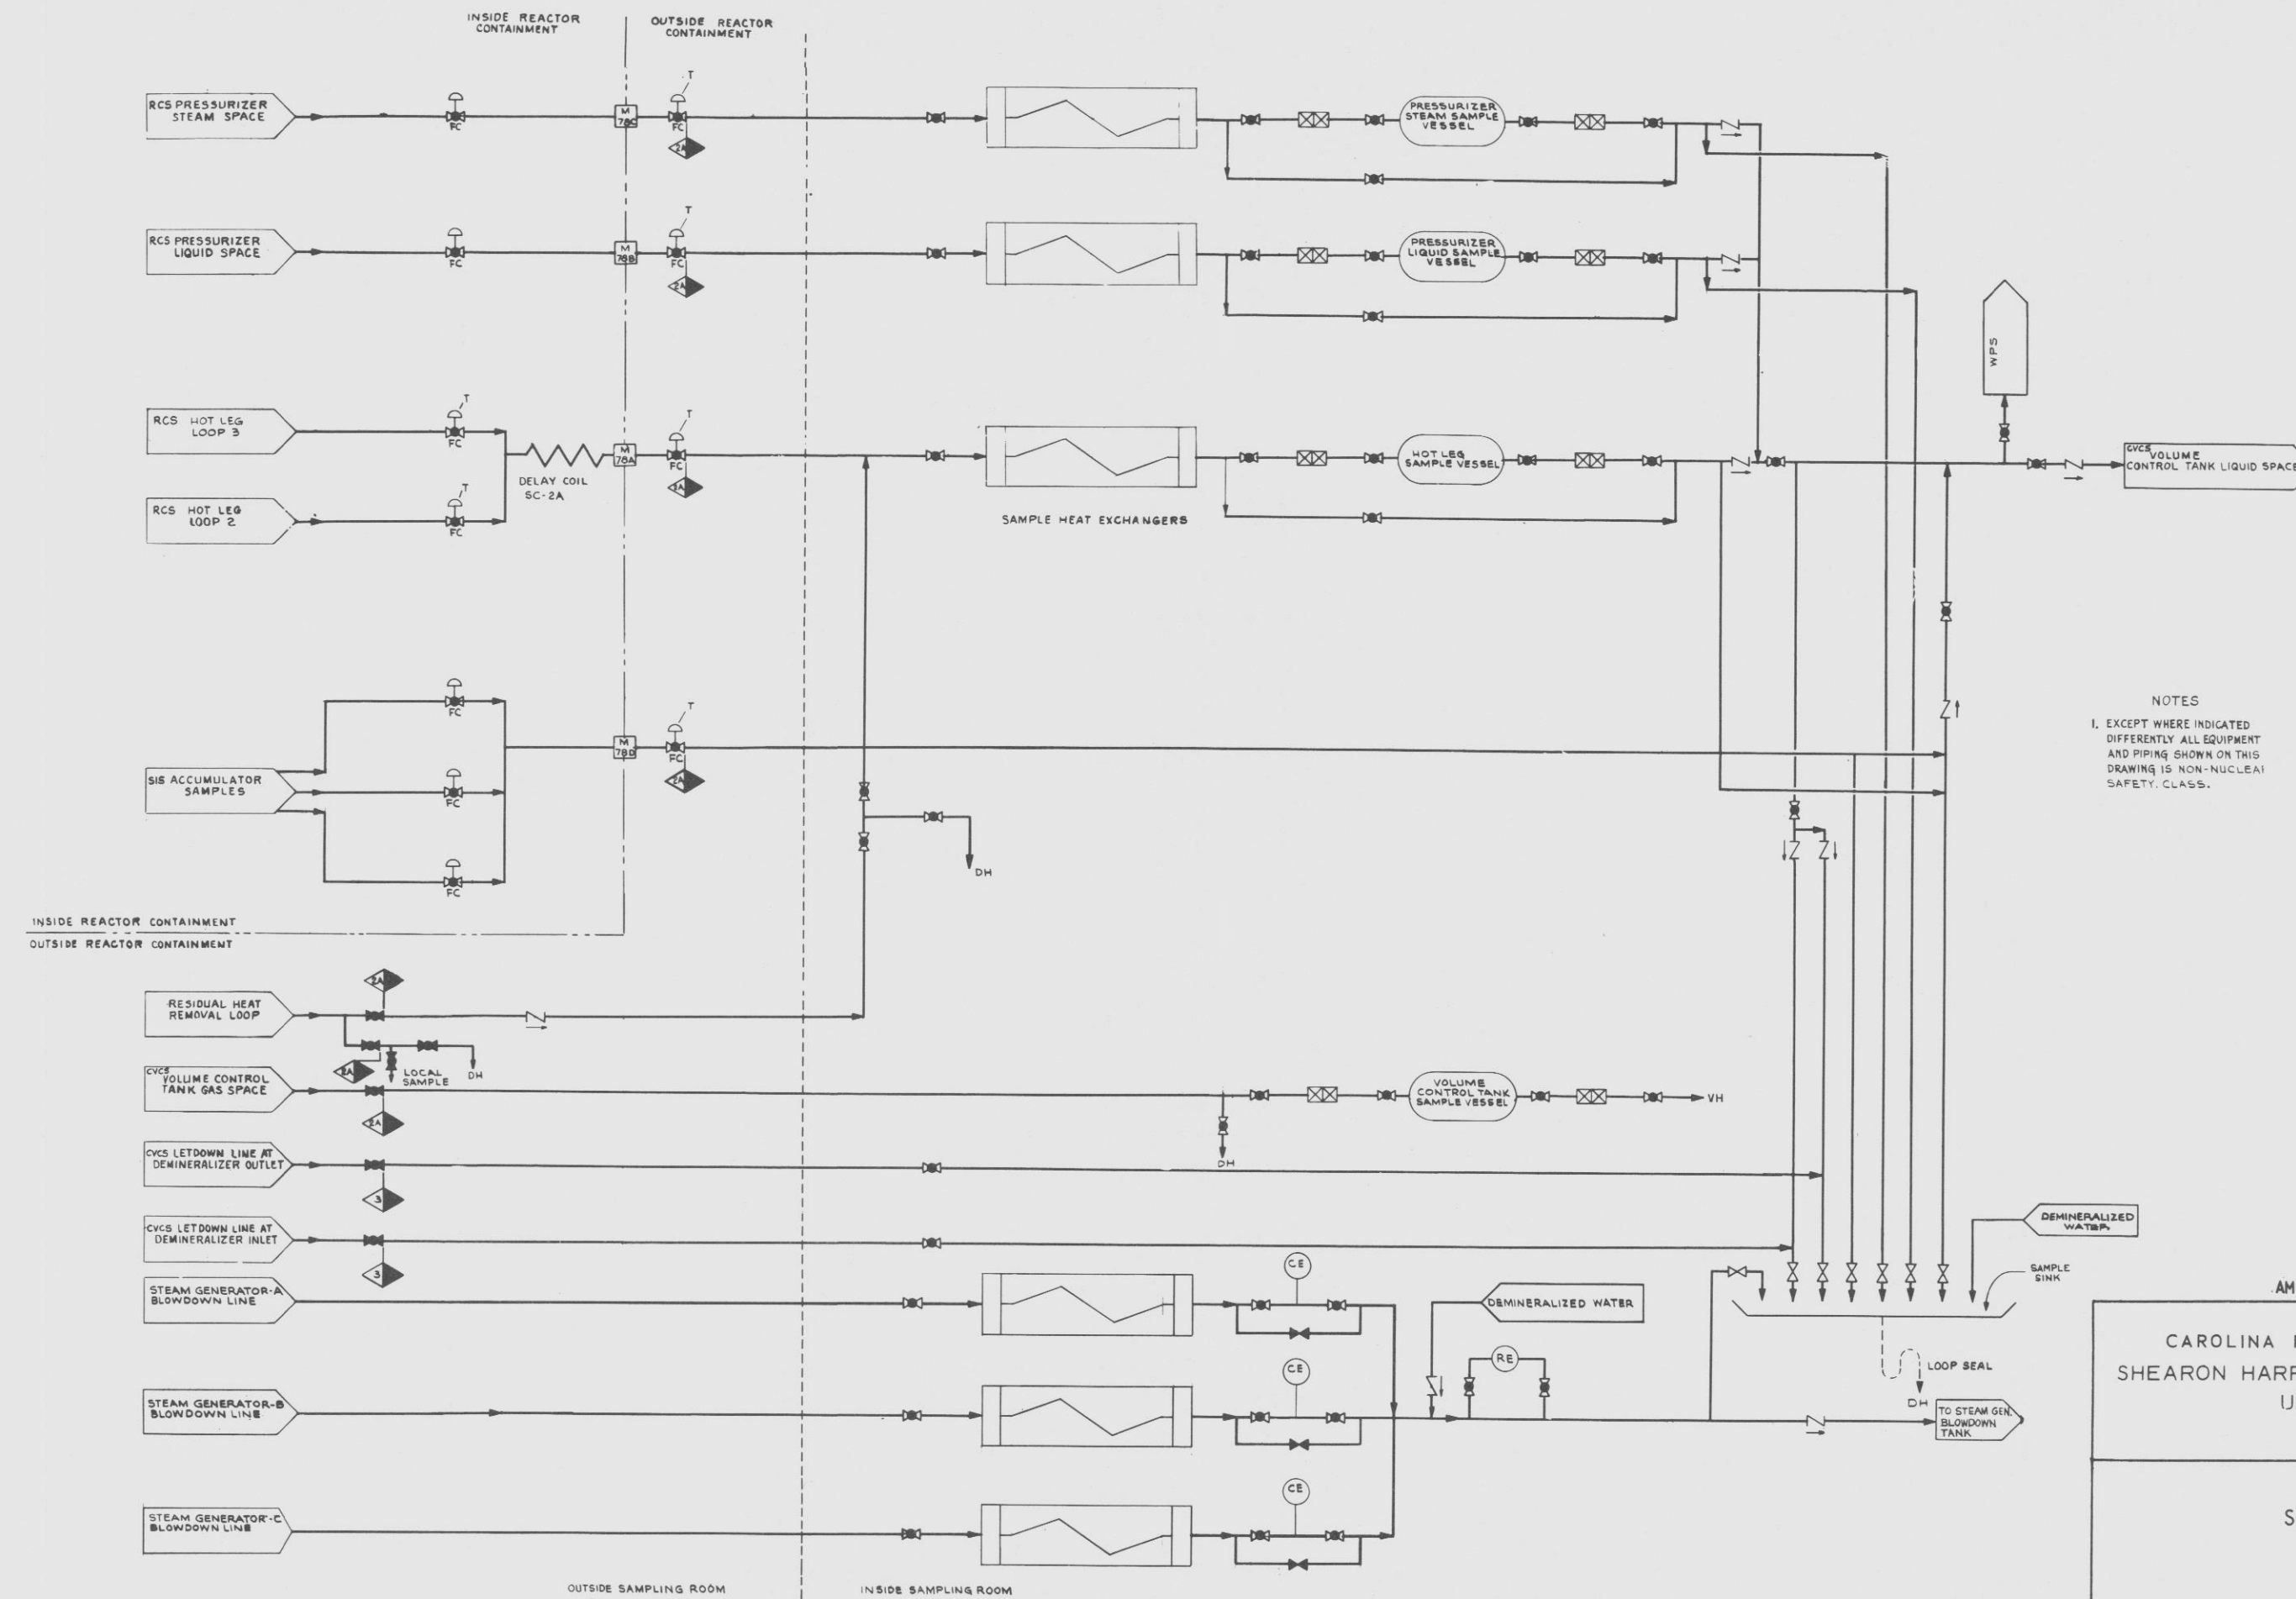 INSIDE REACTOR
CONTAINMENT
OUTSIDE REACTOR
CONTAINMENT
RCS PRESSURIZER
STEAM SPACE
FC
M
78C
T
FC
2A
PRESSURIZER
STEAM SAMPLE
VESSEL
RCS PRESSURIZER
LIQUID SPACE
FC
M
78B
T
FC
2A
PRESSURIZER
LIQUID SAMPLE
VESSEL
WPS
RCS HOT LEG
LOOP 3
T
FC
DELAY COIL
SC-2A
M
78A
T
FC
2A
SAMPLE HEAT EXCHANGERS
HOT LEG
SAMPLE VESSEL
CVCS
VOLUME
CONTROL TANK LIQUID SPACE
RCS HOT LEG
LOOP 2
T
FC
SIS ACCUMULATOR
SAMPLES
FC
FC
FC
M
78D
T
FC
2A
DH
NOTES
1. EXCEPT WHERE INDICATED
DIFFERENTLY ALL EQUIPMENT
AND PIPING SHOWN ON THIS
DRAWING IS NON-NUCLEAR
SAFETY. CLASS.
INSIDE REACTOR CONTAINMENT
OUTSIDE REACTOR CONTAINMENT
RESIDUAL HEAT
REMOVAL LOOP
2A
2A
LOCAL
SAMPLE
DH
CVCS
VOLUME CONTROL
TANK GAS SPACE
2A
DH
VOLUME
CONTROL TANK
SAMPLE VESSEL
VH
CVCS LETDOWN LINE AT
DEMINERALIZER OUTLET
3
CVCS LETDOWN LINE AT
DEMINERALIZER INLET
3
DEMINERALIZED
WATER
SAMPLE
SINK
STEAM GENERATOR-A
BLOWDOWN LINE
CE
DEMINERALIZED WATER
RE
LOOP SEAL
DH
TO STEAM GEN.
BLOWDOWN
TANK
STEAM GENERATOR-B
BLOWDOWN LINE
CE
STEAM GENERATOR-C
BLOWDOWN LINE
CE
OUTSIDE SAMPLING ROOM
INSIDE SAMPLING ROOM
AM
CAROLINA
SHEARON HARR
U
S